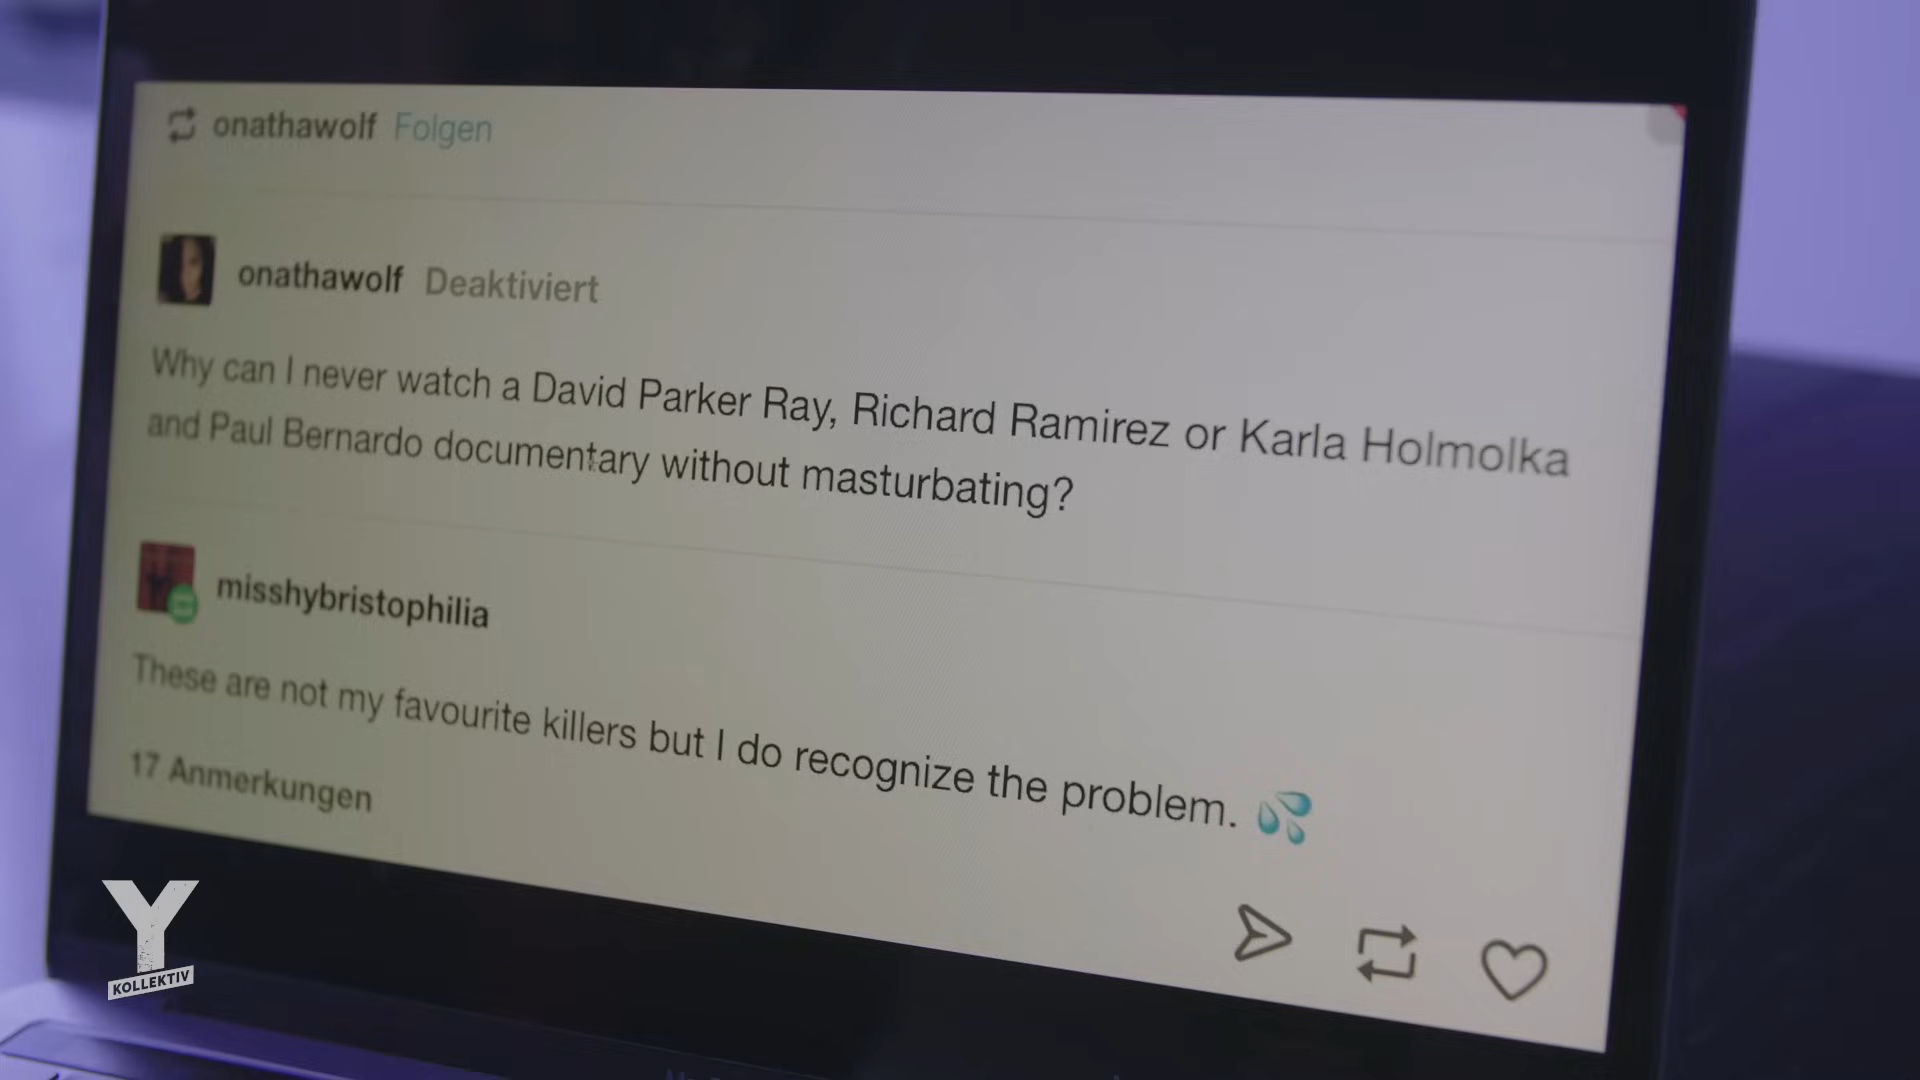 onathawolf Folgen
onathawolf Deaktiviert
Why can I never watch a David Parker Ray, Richard Ramirez or Karla Holmolka
and Paul Bernardo documentary without masturbating?
misshybristophilia
These are not my favourite killers but I do recognize the problem. 💦
17 Anmerkungen
Y
KOLLEKTIV